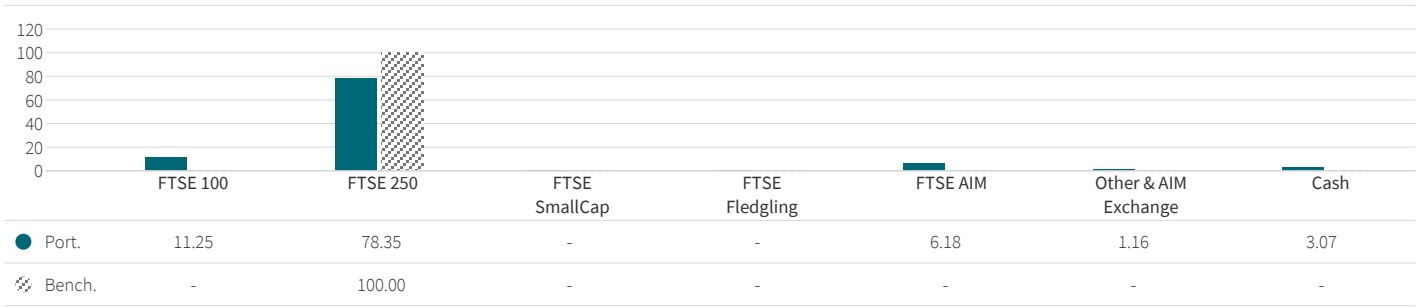 120
100
80
60
40
20
0
FTSE 100 FTSE 250 FTSE SmallCap FTSE Fledgling FTSE AIM Other & AIM Exchange Cash
Port. 11.25 78.35 - - 6.18 1.16 3.07
Bench. - 100.00 - - - - -